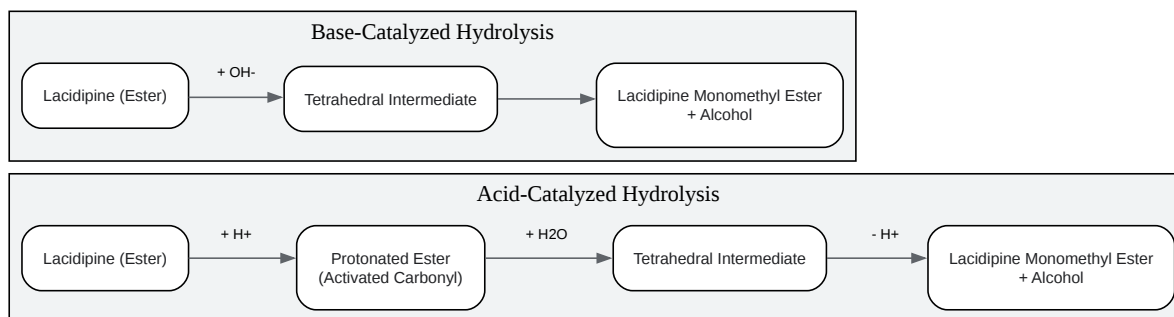 Base-Catalyzed Hydrolysis
Lacidipine (Ester)
+ OH-
Tetrahedral Intermediate
Lacidipine Monomethyl Ester
+ Alcohol
Acid-Catalyzed Hydrolysis
Lacidipine (Ester)
+ H+
Protonated Ester
(Activated Carbonyl)
+ H2O
Tetrahedral Intermediate
- H+
Lacidipine Monomethyl Ester
+ Alcohol